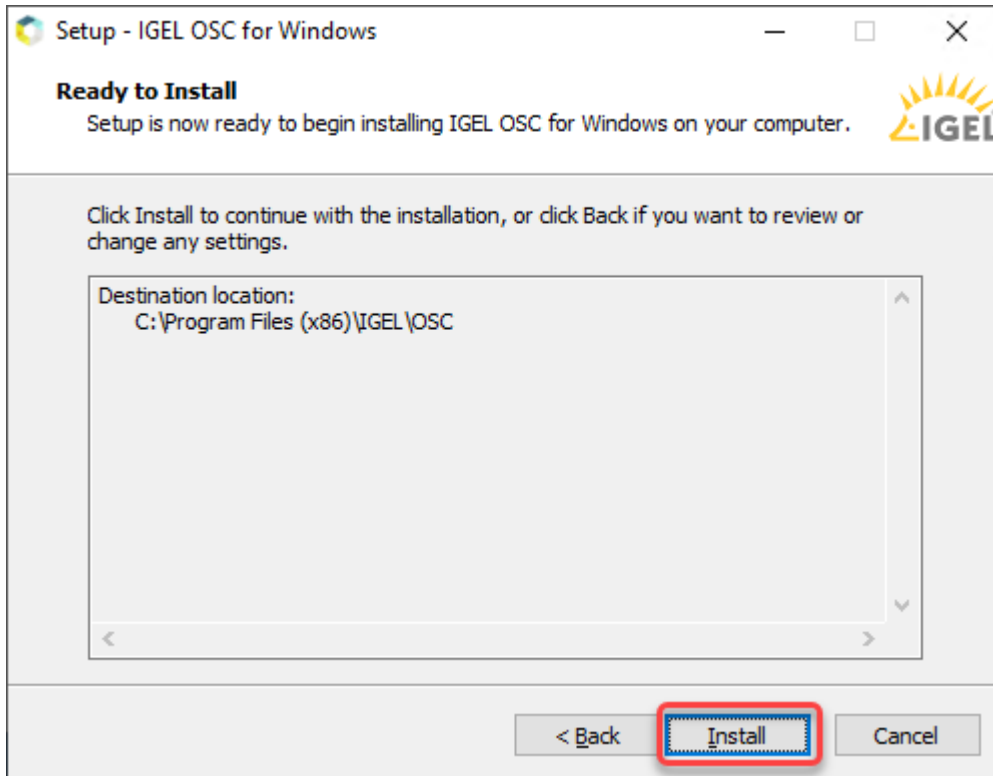 Setup - IGEL OSC for Windows
Ready to Install
Setup is now ready to begin installing IGEL OSC for Windows on your computer.
IGEL
Click Install to continue with the installation, or click Back if you want to review or
change any settings.
Destination location:
C:\Program Files (x86)\IGEL\OSC
< Back
Install
Cancel